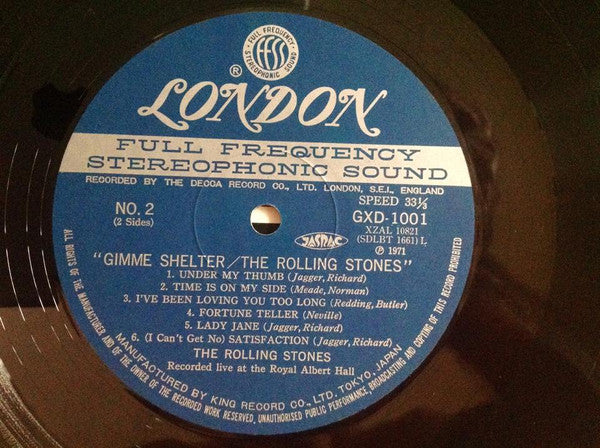 FULL FREQUENCY
ffss
STEREOPHONIC SOUND
®
LONDON
FULL FREQUENCY
STEREOPHONIC SOUND
RECORDED BY THE DECCA RECORD CO., LTD. LONDON, S.E.I., ENGLAND
NO. 2
(2 Sides)
SPEED 33⅓
GXD-1001
XZAL 10821
(SDLBT 1661) L
℗ 1971
JASRAC
"GIMME SHELTER/THE ROLLING STONES"
1. UNDER MY THUMB (Jagger, Richard)
2. TIME IS ON MY SIDE (Meade, Norman)
3. I'VE BEEN LOVING YOU TOO LONG (Redding, Butler)
4. FORTUNE TELLER (Neville)
5. LADY JANE (Jagger, Richard)
6. (I Can't Get No) SATISFACTION (Jagger, Richard)
THE ROLLING STONES
Recorded live at the Royal Albert Hall
MANUFACTURED BY KING RECORD CO., LTD. TOKYO, JAPAN
ALL RIGHTS OF THE MANUFACTURER AND OF THE OWNER OF THE RECORDED WORK RESERVED, UNAUTHORISED PUBLIC PERFORMANCE, BROADCASTING AND COPYING OF THIS RECORD PROHIBITED